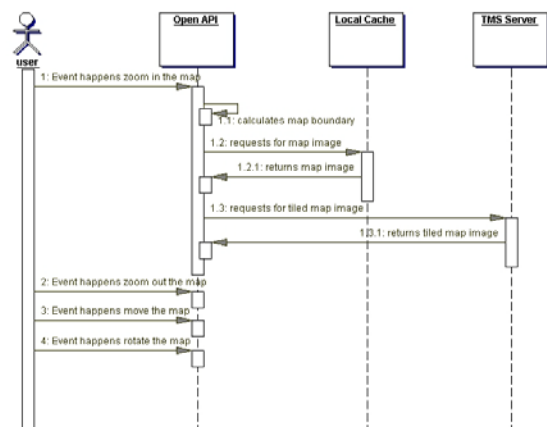 Open API
Local Cache
TMS Server
user
1: Event happens zoom in the map
1.1: calculates map boundary
1.2: requests for map image
1.2.1: returns map image
1.3: requests for tiled map image
1.3.1: returns tiled map image
2: Event happens zoom out the map
3: Event happens move the map
4: Event happens rotate the map